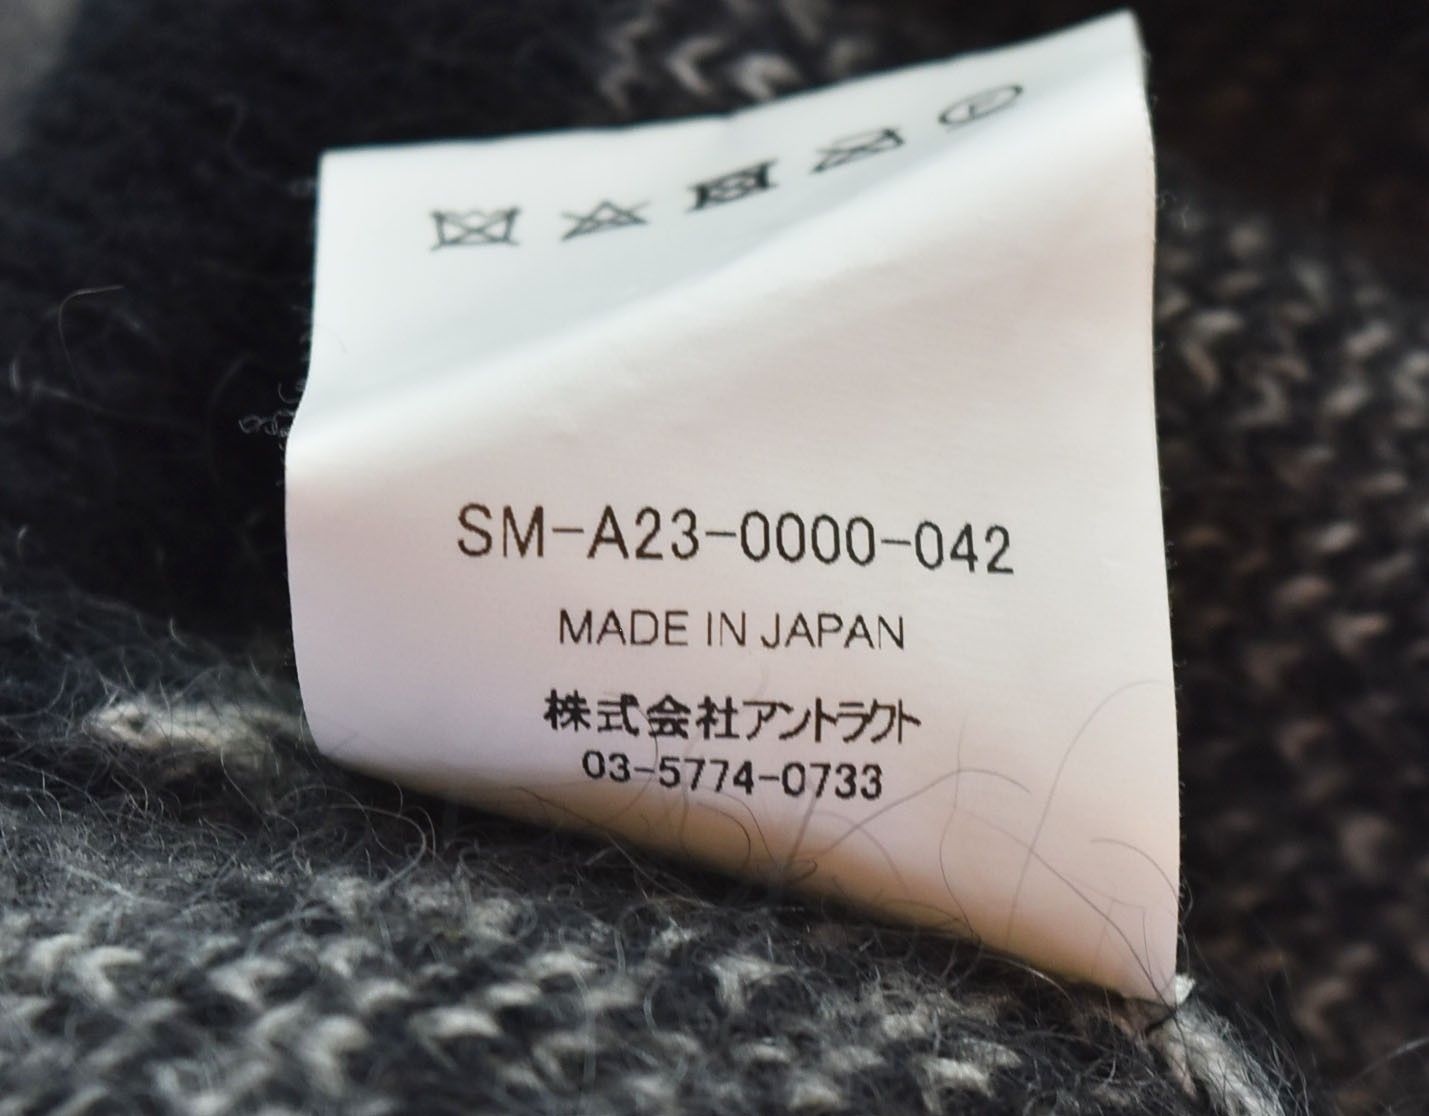 SM-A23-0000-042
MADE IN JAPAN
株式会社アントラクト
03-5774-0733